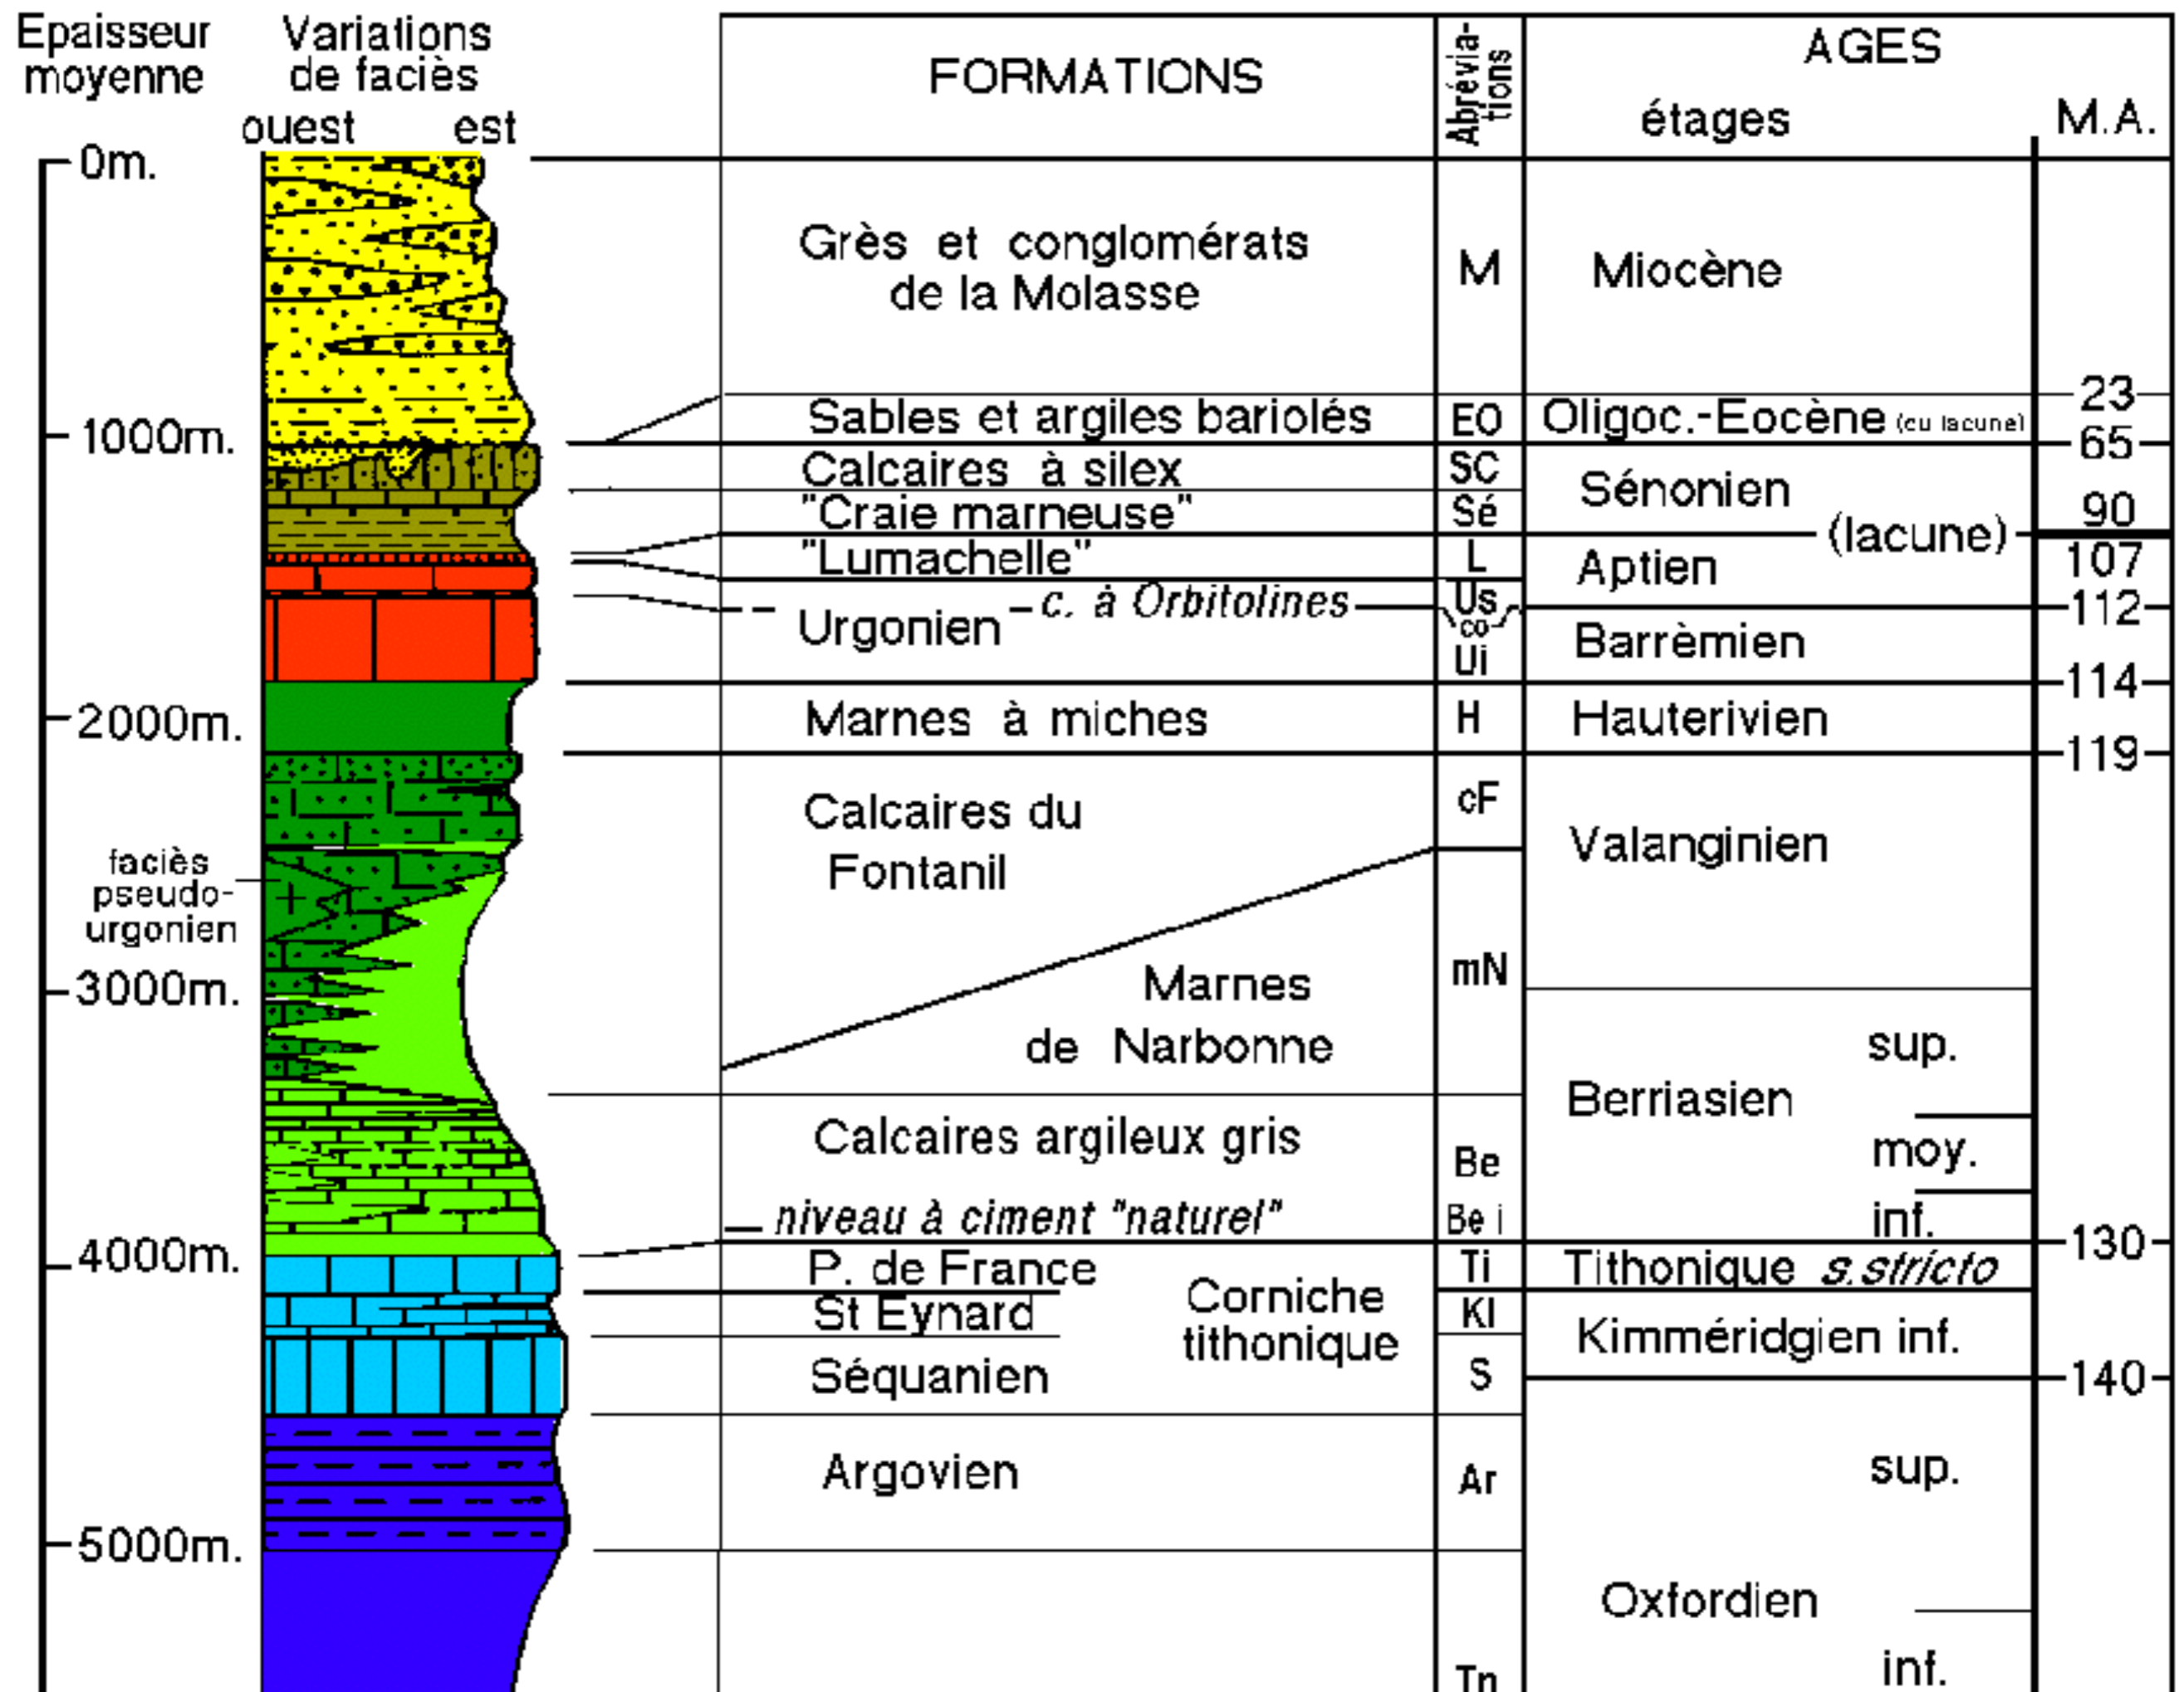 Epaisseur
moyenne
Variations
de faciès
ouest est
FORMATIONS
Abrévia-
tions
AGES
étages
M.A.
0m.
1000m.
2000m.
faciès
pseudo-
urgonien
3000m.
4000m.
5000m.
Grès et conglomérats
de la Molasse
M
Miocène
23
Sables et argiles bariolés
EO
Oligoc.-Eocène (ou lacune)
65
Calcaires à silex
SC
Sénonien
"Craie marneuse"
Sé
90
(lacune)
"Lumachelle"
L
Aptien
107
c. à Orbitolines
Us
112
Urgonien
co
Ui
Barrèmien
114
Marnes à miches
H
Hauterivien
119
Calcaires du
Fontanil
cF
Valanginien
Marnes
de Narbonne
mN
sup.
Berriasien
Calcaires argileux gris
Be
moy.
niveau à ciment "naturel"
Be i
inf.
130
P. de France
Ti
Tithonique s.stricto
Corniche
tithonique
St Eynard
KI
Kimméridgien inf.
Séquanien
S
140
Argovien
Ar
sup.
Oxfordien
inf.
Tn